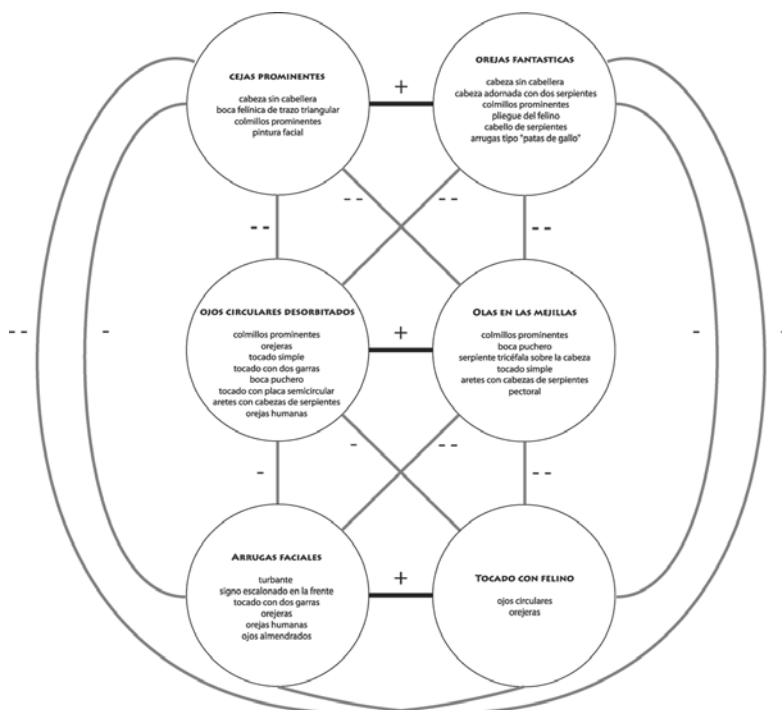 CEJAS PROMINENTES
cabeza sin cabellera
boca felínica de trazo triangular
colmillos prominentes
pintura facial
+
OREJAS FANTASTICAS
cabeza sin cabellera
cabeza adornada con dos serpientes
colmillos prominentes
pliegue del felino
cabello de serpientes
arrugas tipo "patas de gallo"
- -
- -
- -
- -
OJOS CIRCULARES DESORBITADOS
colmillos prominentes
orejeras
tocado simple
tocado con dos garras
boca puchero
tocado con placa semicircular
aretes con cabezas de serpientes
orejas humanas
+
OLAS EN LAS MEJILLAS
colmillos prominentes
boca puchero
serpiente tricéfala sobre la cabeza
tocado simple
aretes con cabezas de serpientes
pectoral
- -
-
-
-
-
-
- -
- -
ARRUGAS FACIALES
turbante
signo escalonado en la frente
tocado con dos garras
orejeras
orejas humanas
ojos almendrados
+
TOCADO CON FELINO
ojos circulares
orejeras